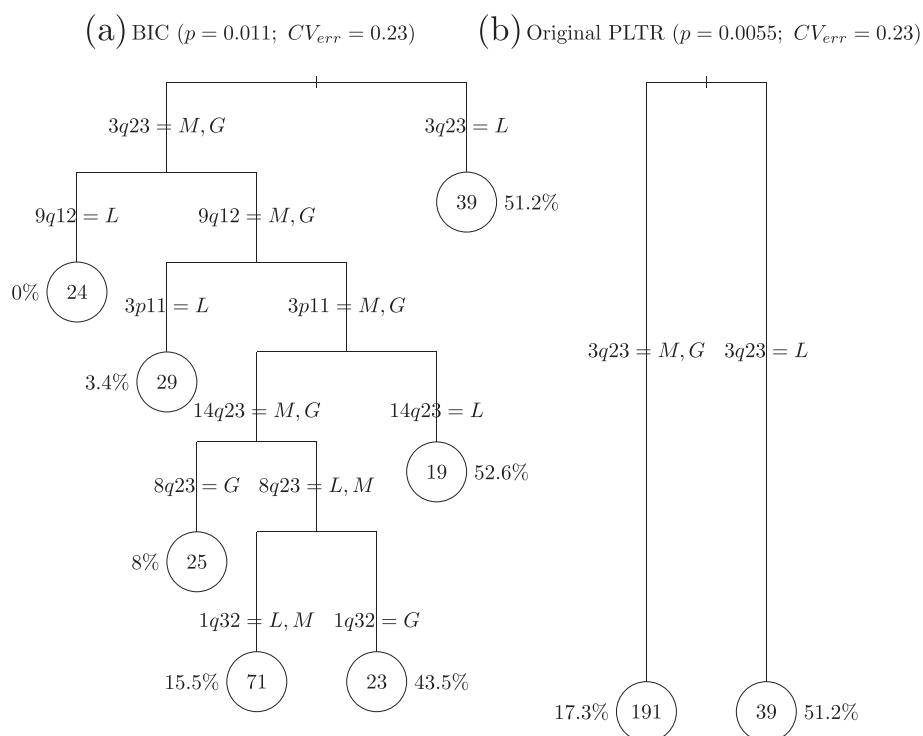 (a) BIC (p = 0.011; CV_err = 0.23)
(b) Original PLTR (p = 0.0055; CV_err = 0.23)
3q23 = M, G
3q23 = L
39
51.2%
9q12 = L
9q12 = M, G
0%
24
3p11 = L
3p11 = M, G
3.4%
29
14q23 = M, G
14q23 = L
19
52.6%
8q23 = G
8q23 = L, M
8%
25
1q32 = L, M
1q32 = G
15.5%
71
23
43.5%
3q23 = M, G
3q23 = L
17.3%
191
39
51.2%